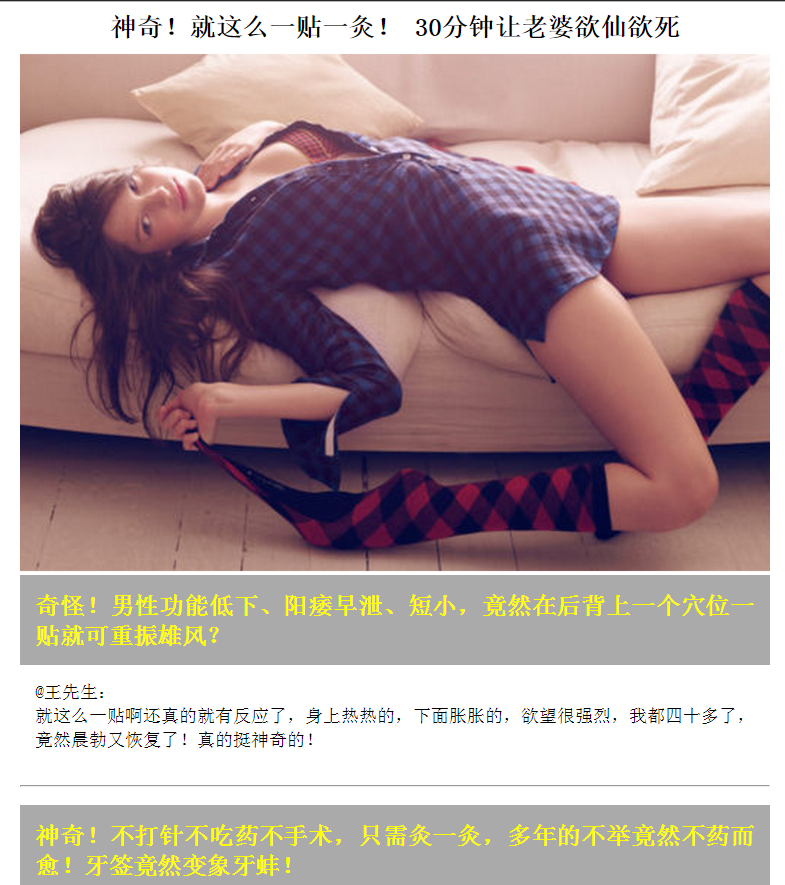 神奇！就这么一贴一灸！ 30分钟让老婆欲仙欲死
奇怪！男性功能低下、阳痿早泄、短小，竟然在后背上一个穴位一
贴就可重振雄风？
@王先生：
就这么一贴啊还真的就有反应了，身上热热的，下面胀胀的，欲望很强烈，我都四十多了，
竟然晨勃又恢复了！真的挺神奇的！
神奇！不打针不吃药不手术，只需灸一灸，多年的不举竟然不药而
愈！牙签竟然变象牙蚌！